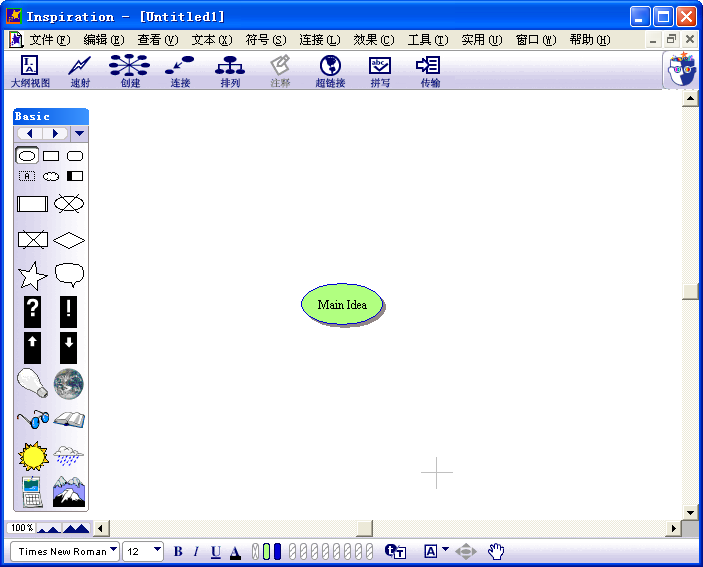 Inspiration - [Untitled1]
文件(F) 编辑(E) 查看(V) 文本(X) 符号(S) 连接(L) 效果(C) 工具(T) 实用(U) 窗口(W) 帮助(H)
大纲视图 速射 创建 连接 排列 注释 超链接 拼写 传输
Basic
A
? !
Main Idea
100%
Times New Roman 12 B I U A A